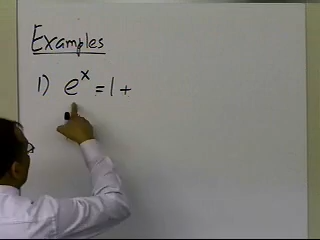 Examples
1) e^x = 1 +